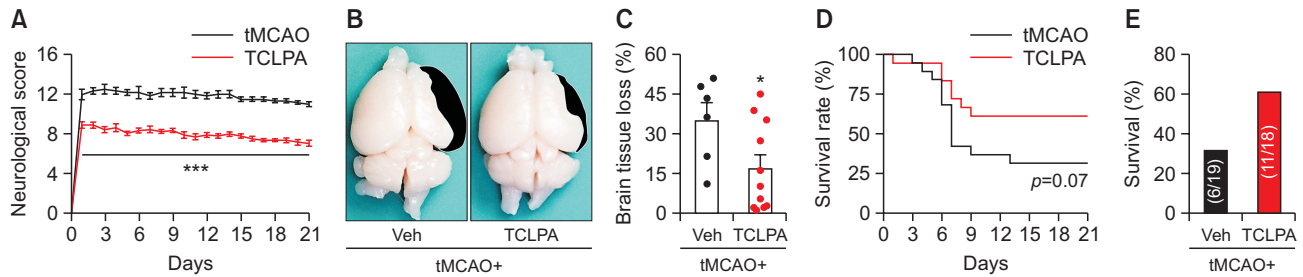 A
tMCAO
TCLPA
Neurological score
16
12
8
4
0
***
0 3 6 9 12 15 18 21
Days
B
Veh TCLPA
tMCAO+
C
Brain tissue loss (%)
60
45
30
15
0
*
Veh TCLPA
tMCAO+
D
tMCAO
TCLPA
Survival rate (%)
100
75
50
25
0
p=0.07
0 3 6 9 12 15 18 21
Days
E
Survival (%)
80
60
40
20
0
(6/19)
(11/18)
Veh TCLPA
tMCAO+